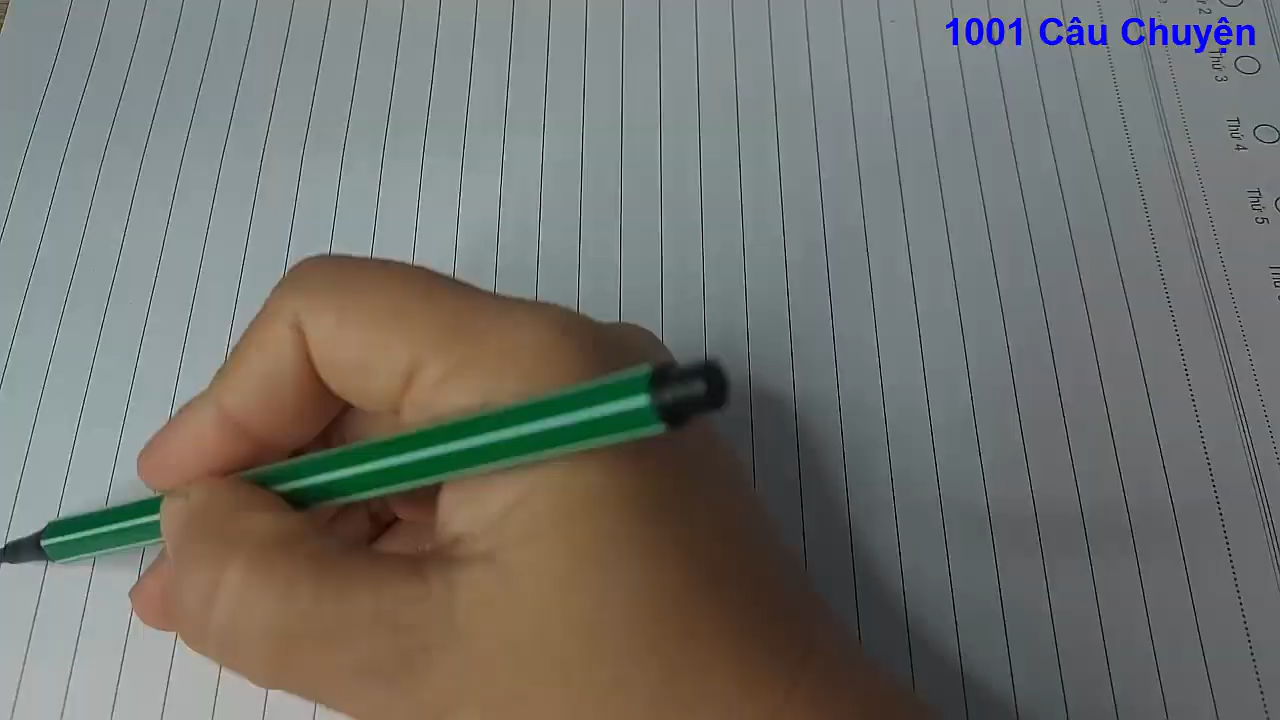 1001 Câu Chuyện
Thứ 3
Thứ 4
Thứ 5